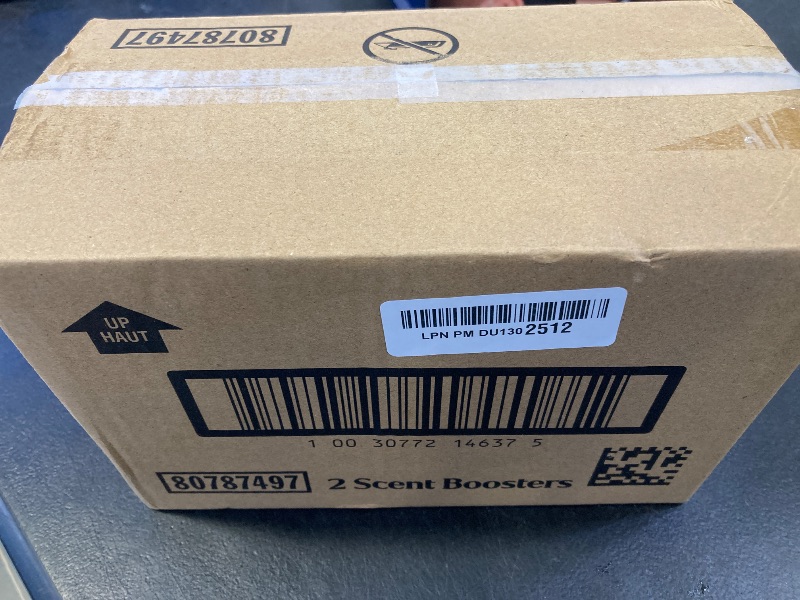 80787497
UP
HAUT
LPN PM DU1302512
1 00 30772 14637 5
80787497 2 Scent Boosters